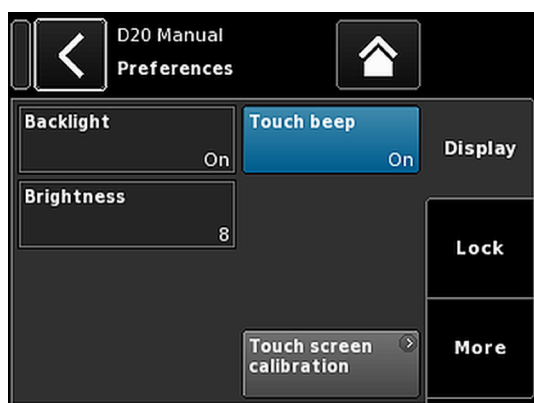 D20 Manual
Preferences
Backlight
On
Touch beep
On
Display
Brightness
8
Lock
Touch screen
calibration
More